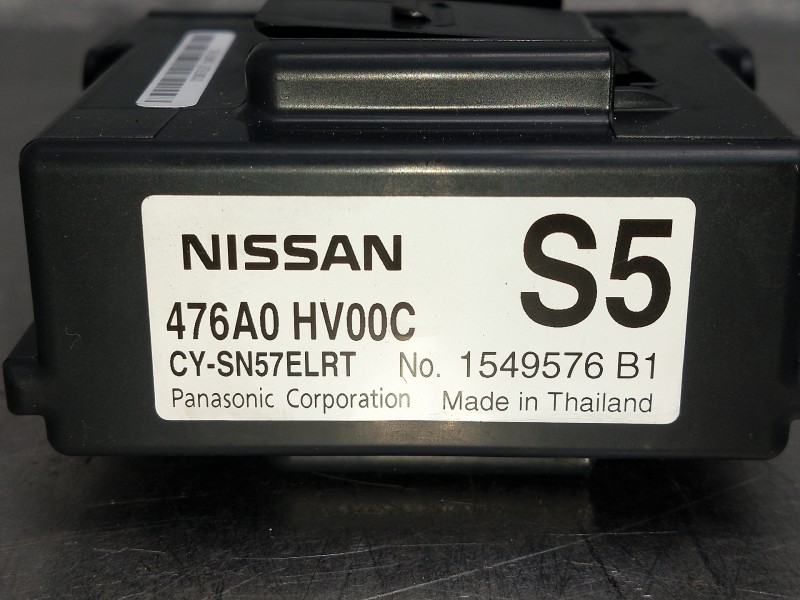 NISSAN S5
476A0 HV00C
CY-SN57ELRT No. 1549576 B1
Panasonic Corporation Made in Thailand